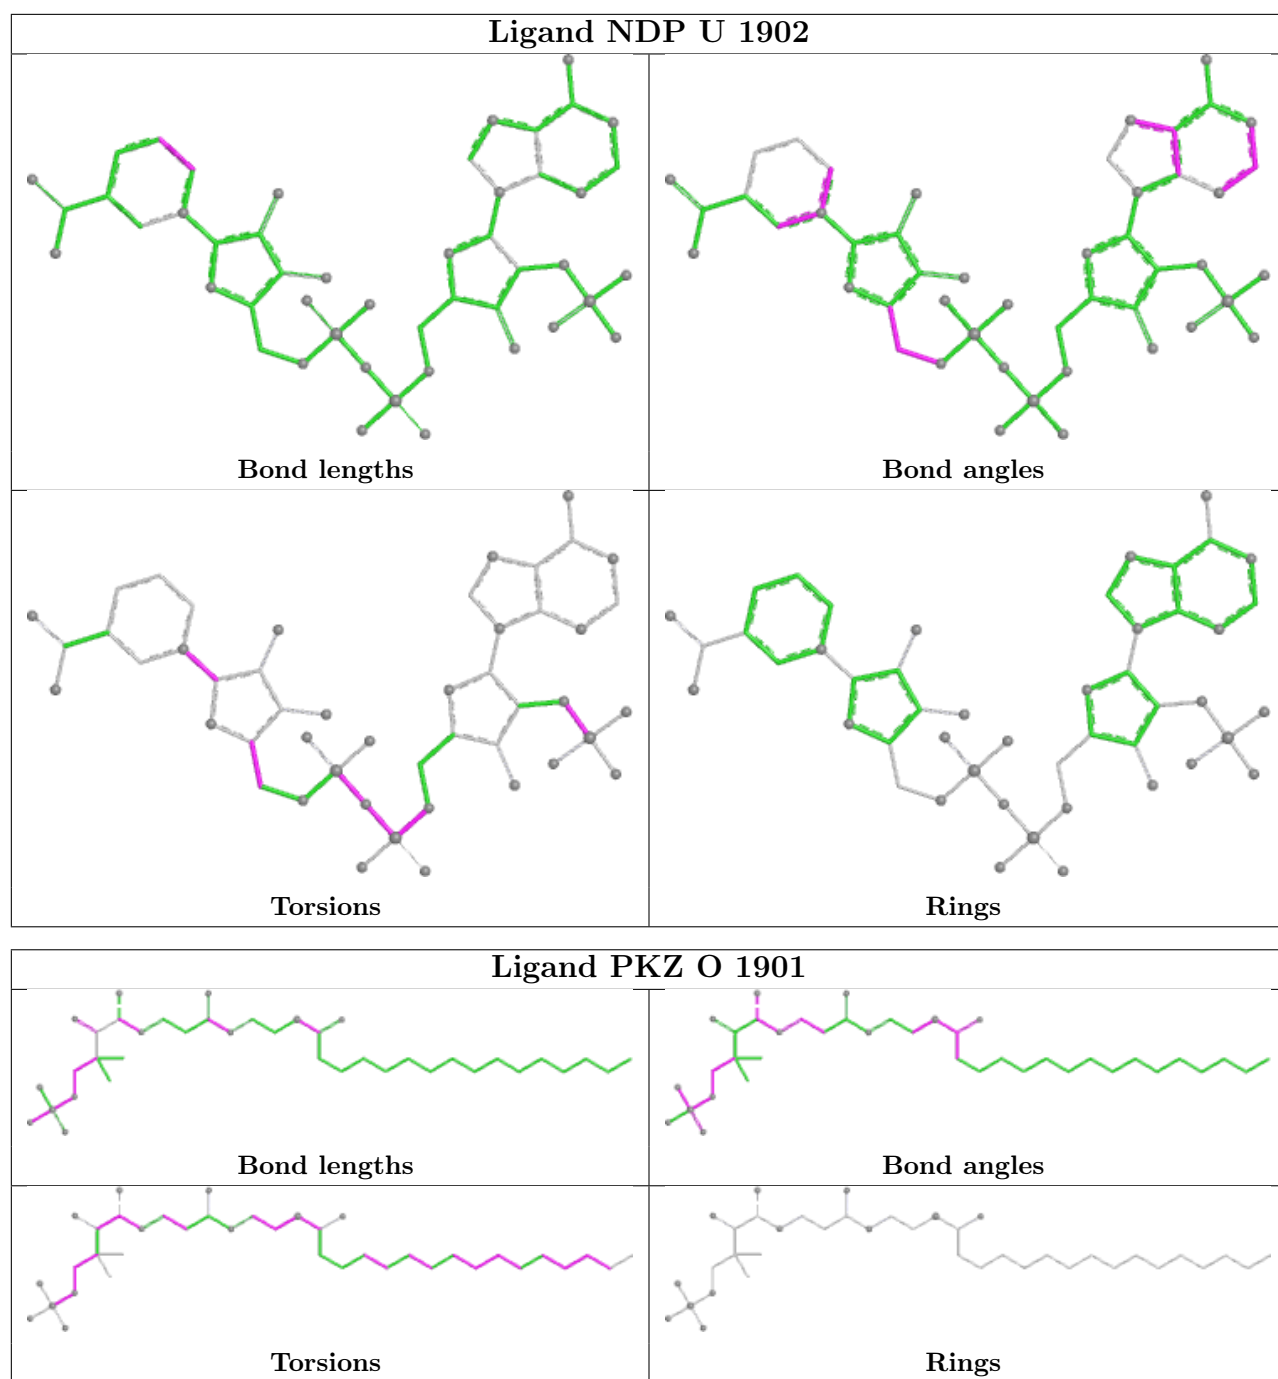 Ligand NDP U 1902
Bond lengths
Bond angles
Torsions
Rings
Ligand PKZ O 1901
Bond lengths
Bond angles
Torsions
Rings